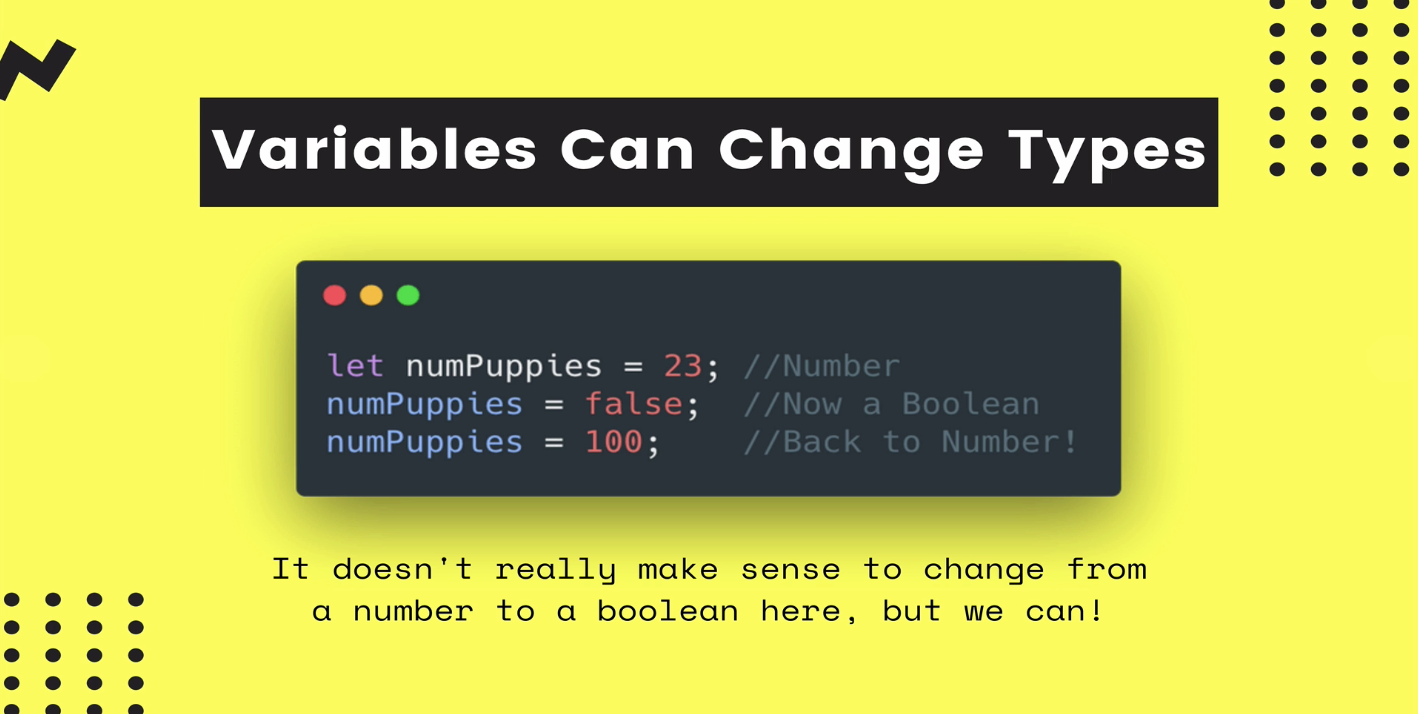 Variables Can Change Types
let numPuppies = 23; //Number
numPuppies = false;  //Now a Boolean
numPuppies = 100;    //Back to Number!
It doesn't really make sense to change from
a number to a boolean here, but we can!